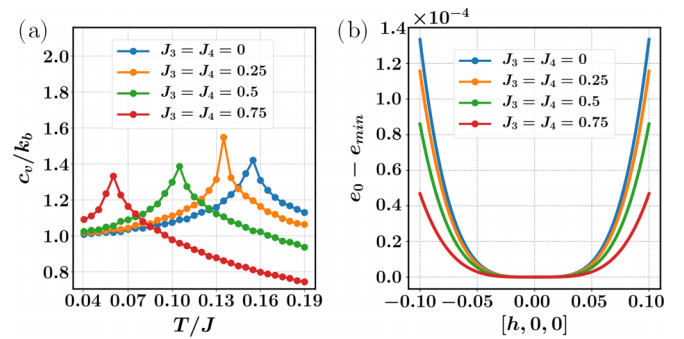 (a)
2.0
1.8
1.6
1.4
1.2
1.0
0.8
c_v/k_b
J_3 = J_4 = 0
J_3 = J_4 = 0.25
J_3 = J_4 = 0.5
J_3 = J_4 = 0.75
0.04 0.07 0.10 0.13 0.16 0.19
T/J
(b)
×10^{-4}
1.4
1.2
1.0
0.8
0.6
0.4
0.2
0.0
e_0 − e_{min}
J_3 = J_4 = 0
J_3 = J_4 = 0.25
J_3 = J_4 = 0.5
J_3 = J_4 = 0.75
−0.10 −0.05 0.00 0.05 0.10
[h, 0, 0]